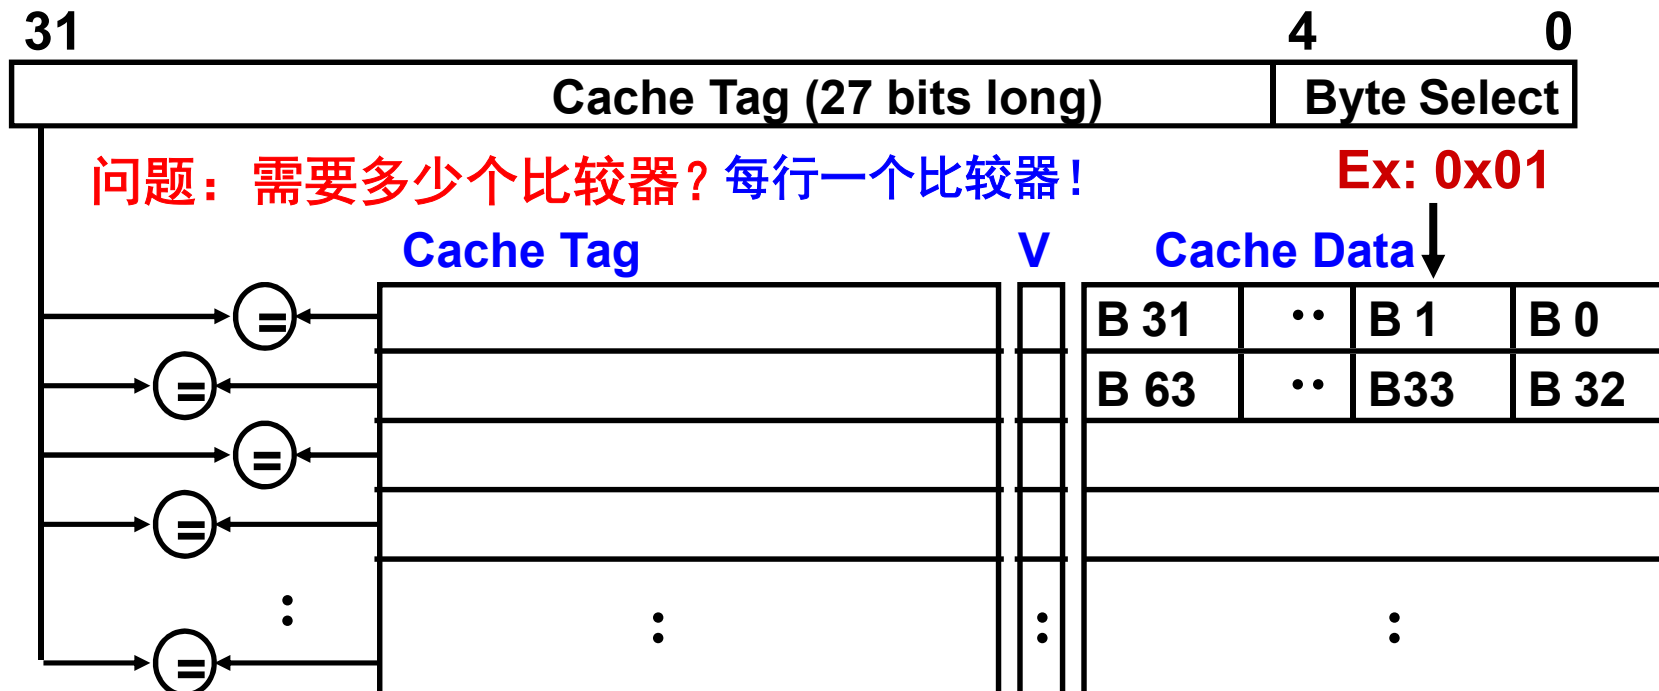 31 4 0
Cache Tag (27 bits long) Byte Select
问题：需要多少个比较器？每行一个比较器！ Ex: 0x01
Cache Tag V Cache Data
= B 31 ·· B 1 B 0
= B 63 ·· B33 B 32
=
=
: : : :
=